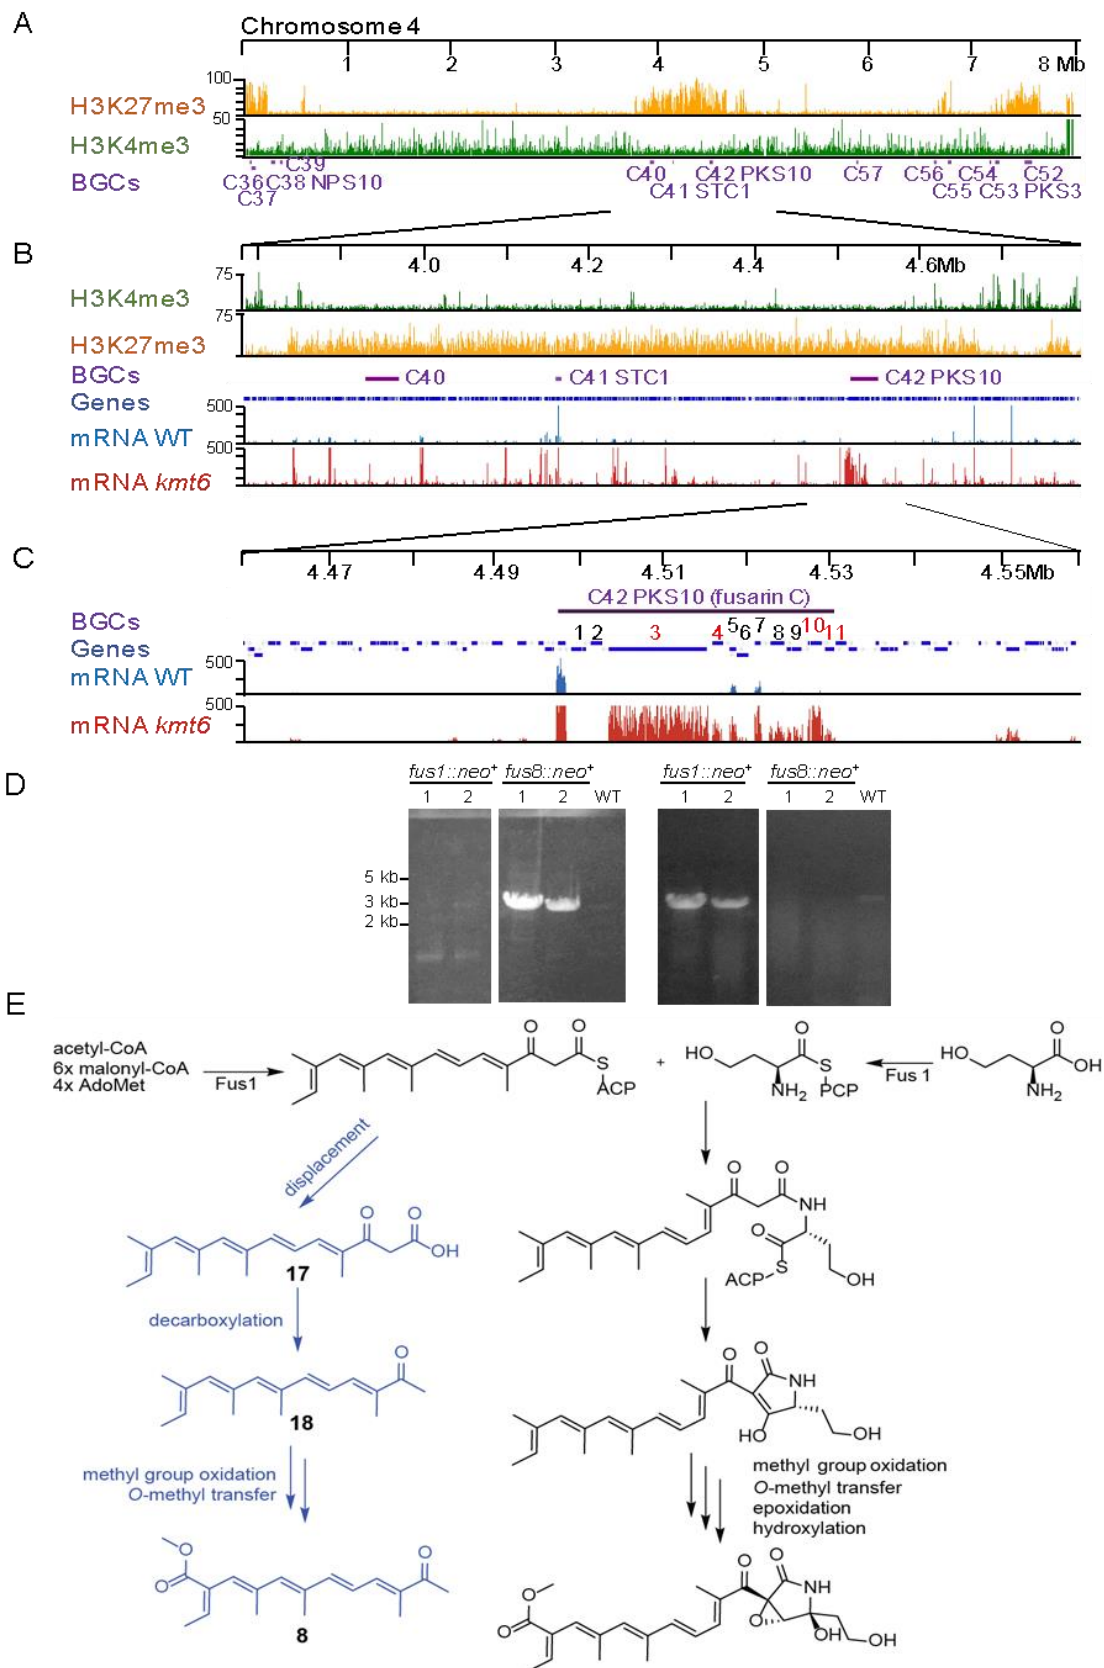 A
Chromosome 4
1 2 3 4 5 6 7 8 Mb
100
H3K27me3
50
H3K4me3
BGCs
C36 C38 NPS10 C39 C40 C42 PKS10 C57 C56 C54 C52
C37 C41 STC1 C55 C53 PKS3
B
4.0 4.2 4.4 4.6Mb
75
H3K4me3
75
H3K27me3
BGCs C40 C41 STC1 C42 PKS10
Genes
500
mRNA WT
500
mRNA kmt6
C
4.47 4.49 4.51 4.53 4.55Mb
C42 PKS10 (fusarin C)
BGCs
1 2 3 4 5 6 7 8 9 10 11
Genes
500
mRNA WT
500
mRNA kmt6
D
fus1::neo+ fus8::neo+ fus1::neo+ fus8::neo+
1 2 1 2 WT 1 2 1 2 WT
5 kb
3 kb
2 kb
E
acetyl-CoA
6x malonyl-CoA
4x AdoMet
Fus1
O O
S
ACP
+
HO O
S
NH2 PCP
Fus 1
HO O
OH
NH2
displacement
O O
OH
17
O O
NH
O
S
ACP
OH
decarboxylation
O
18
O O
NH
HO
OH
methyl group oxidation
O-methyl transfer
methyl group oxidation
O-methyl transfer
epoxidation
hydroxylation
O
O
O
8
O O
NH
O
O
O
OH
OH